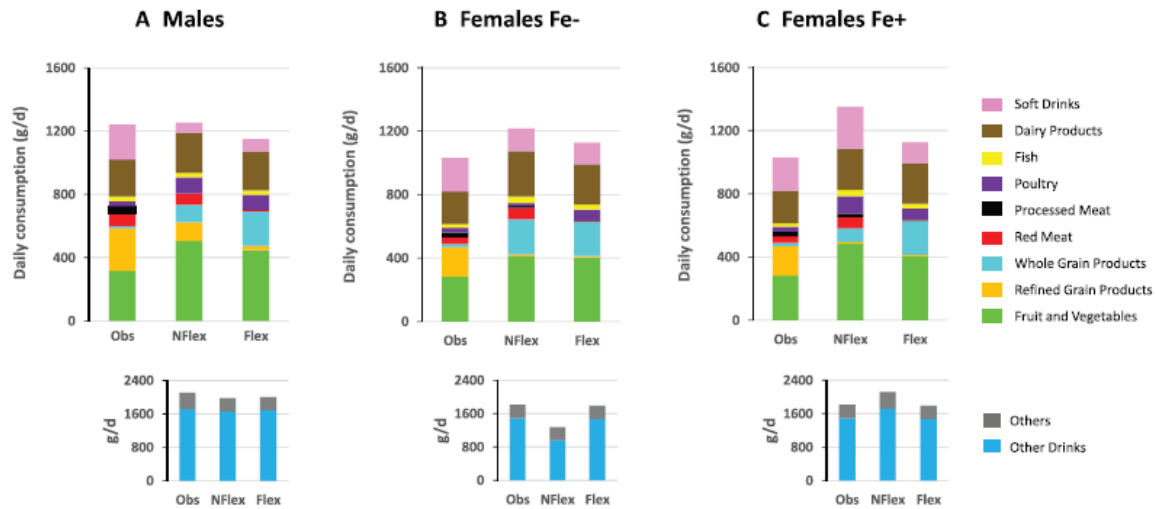 A Males
B Females Fe-
C Females Fe+
Daily consumption (g/d)
1600
1200
800
400
0
Obs NFlex Flex
Daily consumption (g/d)
1600
1200
800
400
0
Obs NFlex Flex
Daily consumption (g/d)
1600
1200
800
400
0
Obs NFlex Flex
Soft Drinks
Dairy Products
Fish
Poultry
Processed Meat
Red Meat
Whole Grain Products
Refined Grain Products
Fruit and Vegetables
g/d
2400
1600
800
0
Obs NFlex Flex
g/d
2400
1600
800
0
Obs NFlex Flex
g/d
2400
1600
800
0
Obs NFlex Flex
Others
Other Drinks